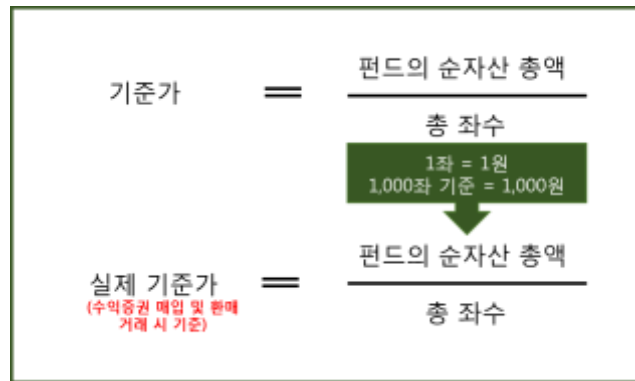 기준가 = 펀드의 순자산 총액
총 좌수
1좌 = 1원
1,000좌 기준 = 1,000원
실제 기준가 = 펀드의 순자산 총액
(수익증권 매입 및 환매
거래 시 기준)
총 좌수